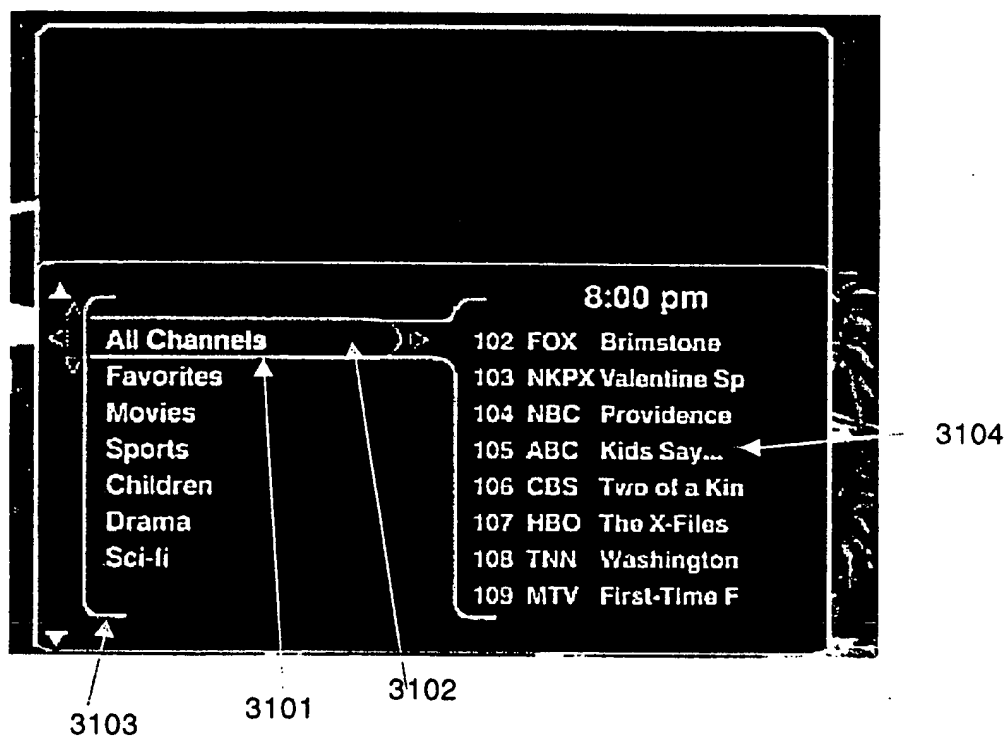 8:00 pm
All Channels
Favorites
Movies
Sports
Children
Drama
Sci-fi
102 FOX Brimstone
103 NKPX Valentine Sp
104 NBC Providence
105 ABC Kids Say...
106 CBS Two of a Kin
107 HBO The X-Files
108 TNN Washington
109 MTV First-Time F
3104
3102
3101
3103